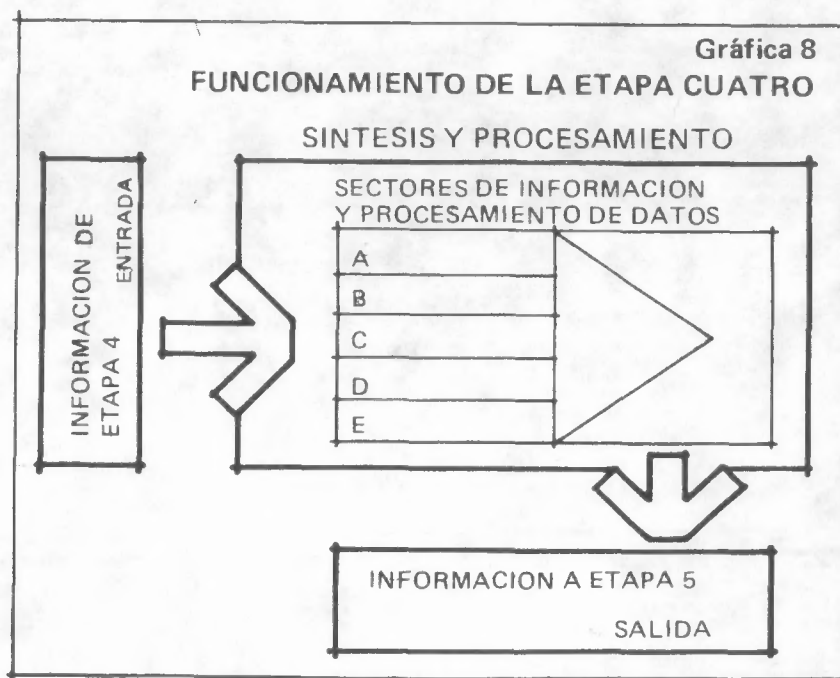 Gráfica 8
FUNCIONAMIENTO DE LA ETAPA CUATRO
SINTESIS Y PROCESAMIENTO
INFORMACION DE
ETAPA 4 ENTRADA
SECTORES DE INFORMACION
Y PROCESAMIENTO DE DATOS
A
B
C
D
E
INFORMACION A ETAPA 5
SALIDA